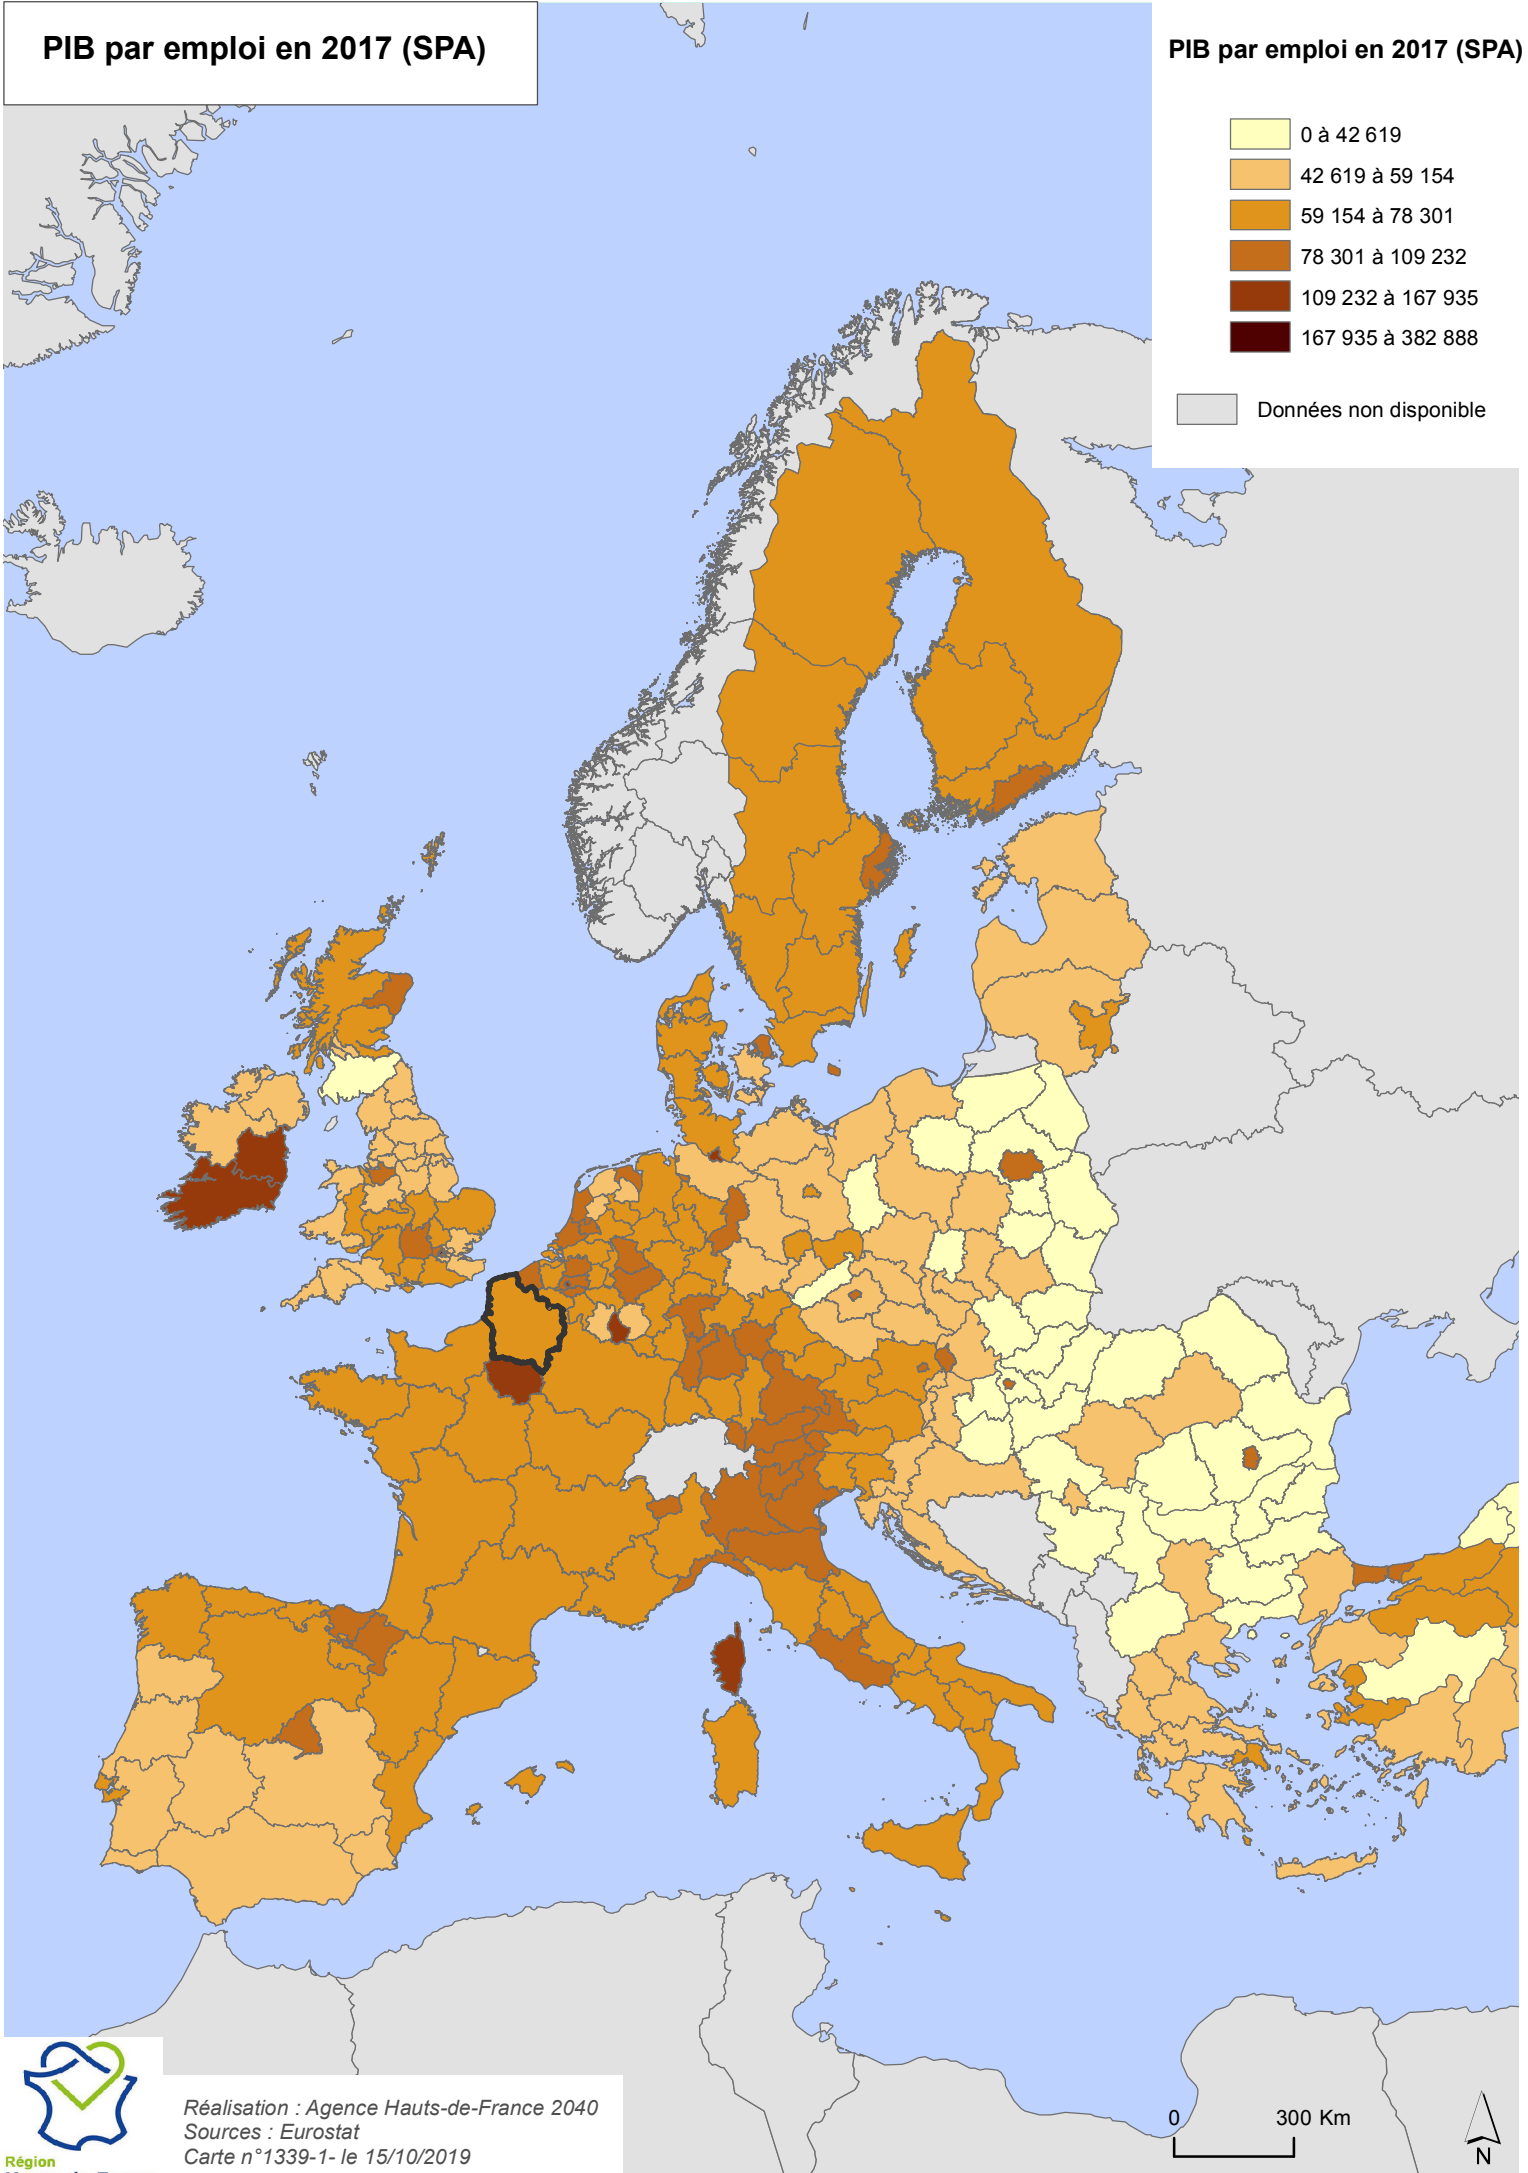 PIB par emploi en 2017 (SPA)
PIB par emploi en 2017 (SPA)
0 à 42 619
42 619 à 59 154
59 154 à 78 301
78 301 à 109 232
109 232 à 167 935
167 935 à 382 888
Données non disponible
Réalisation : Agence Hauts-de-France 2040
Sources : Eurostat
Carte n°1339-1- le 15/10/2019
Région
0 300 Km
N